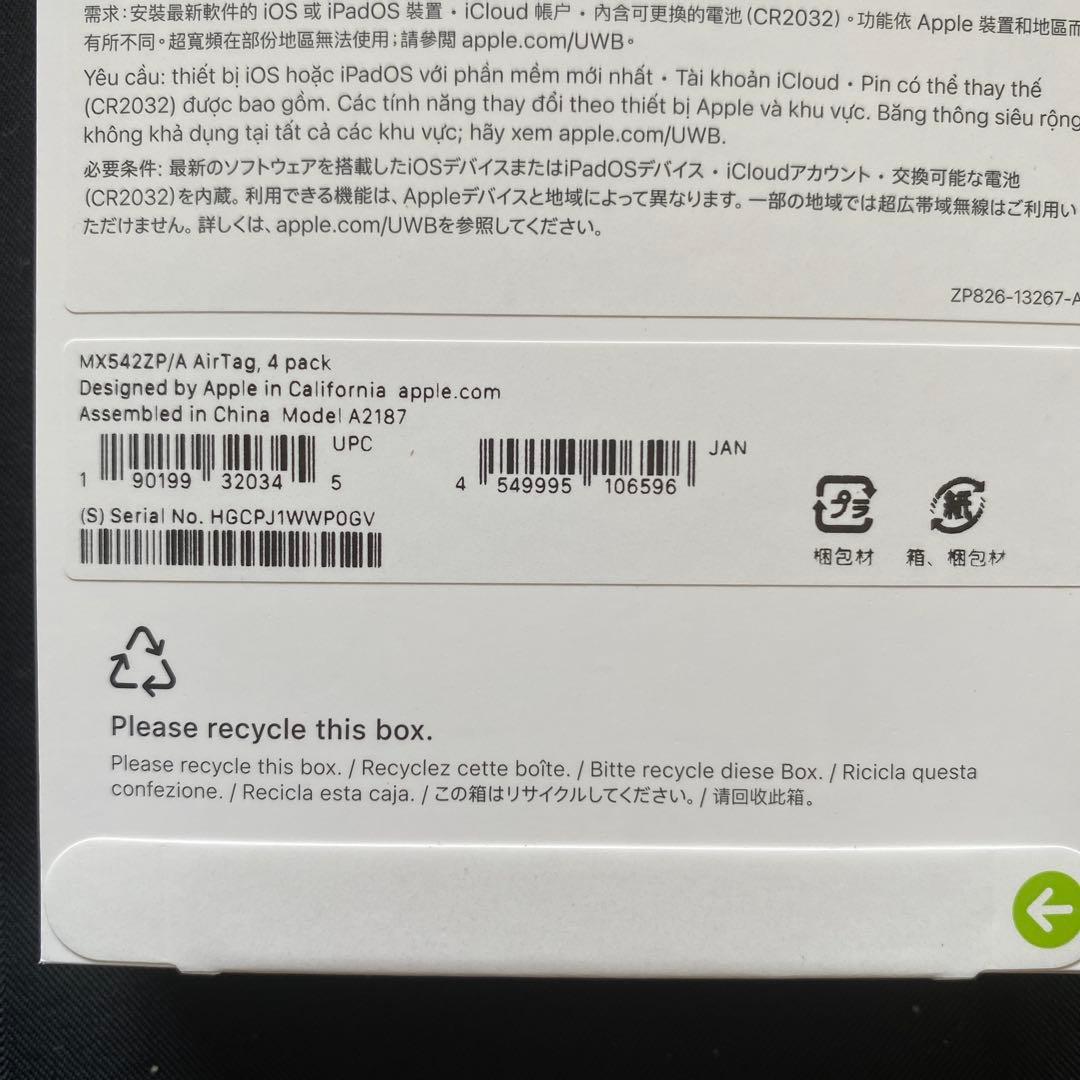 需求：安裝最新軟件的 iOS 或 iPadOS 裝置・iCloud 帳户・內含可更換的電池 (CR2032)。功能依 Apple 裝置和地區而
有所不同。超寬頻在部份地區無法使用；請參閱 apple.com/UWB。
Yêu cầu: thiết bị iOS hoặc iPadOS với phần mềm mới nhất • Tài khoản iCloud • Pin có thể thay thế
(CR2032) được bao gồm. Các tính năng thay đổi theo thiết bị Apple và khu vực. Băng thông siêu rộng
không khả dụng tại tất cả các khu vực; hãy xem apple.com/UWB.
必要条件: 最新のソフトウェアを搭載したiOSデバイスまたはiPadOSデバイス・iCloudアカウント・交換可能な電池
(CR2032)を内蔵。利用できる機能は、Appleデバイスと地域によって異なります。一部の地域では超広帯域無線はご利用い
ただけません。詳しくは、apple.com/UWBを参照してください。
ZP826-13267-A
MX542ZP/A AirTag, 4 pack
Designed by Apple in California apple.com
Assembled in China Model A2187
UPC
1 90199 32034 5
JAN
4 549995 106596
(S) Serial No. HGCPJ1WWP0GV
プラ
紙
梱包材
箱、梱包材
Please recycle this box.
Please recycle this box. / Recyclez cette boîte. / Bitte recycle diese Box. / Ricicla questa
confezione. / Recicla esta caja. / この箱はリサイクルしてください。/ 请回收此箱。